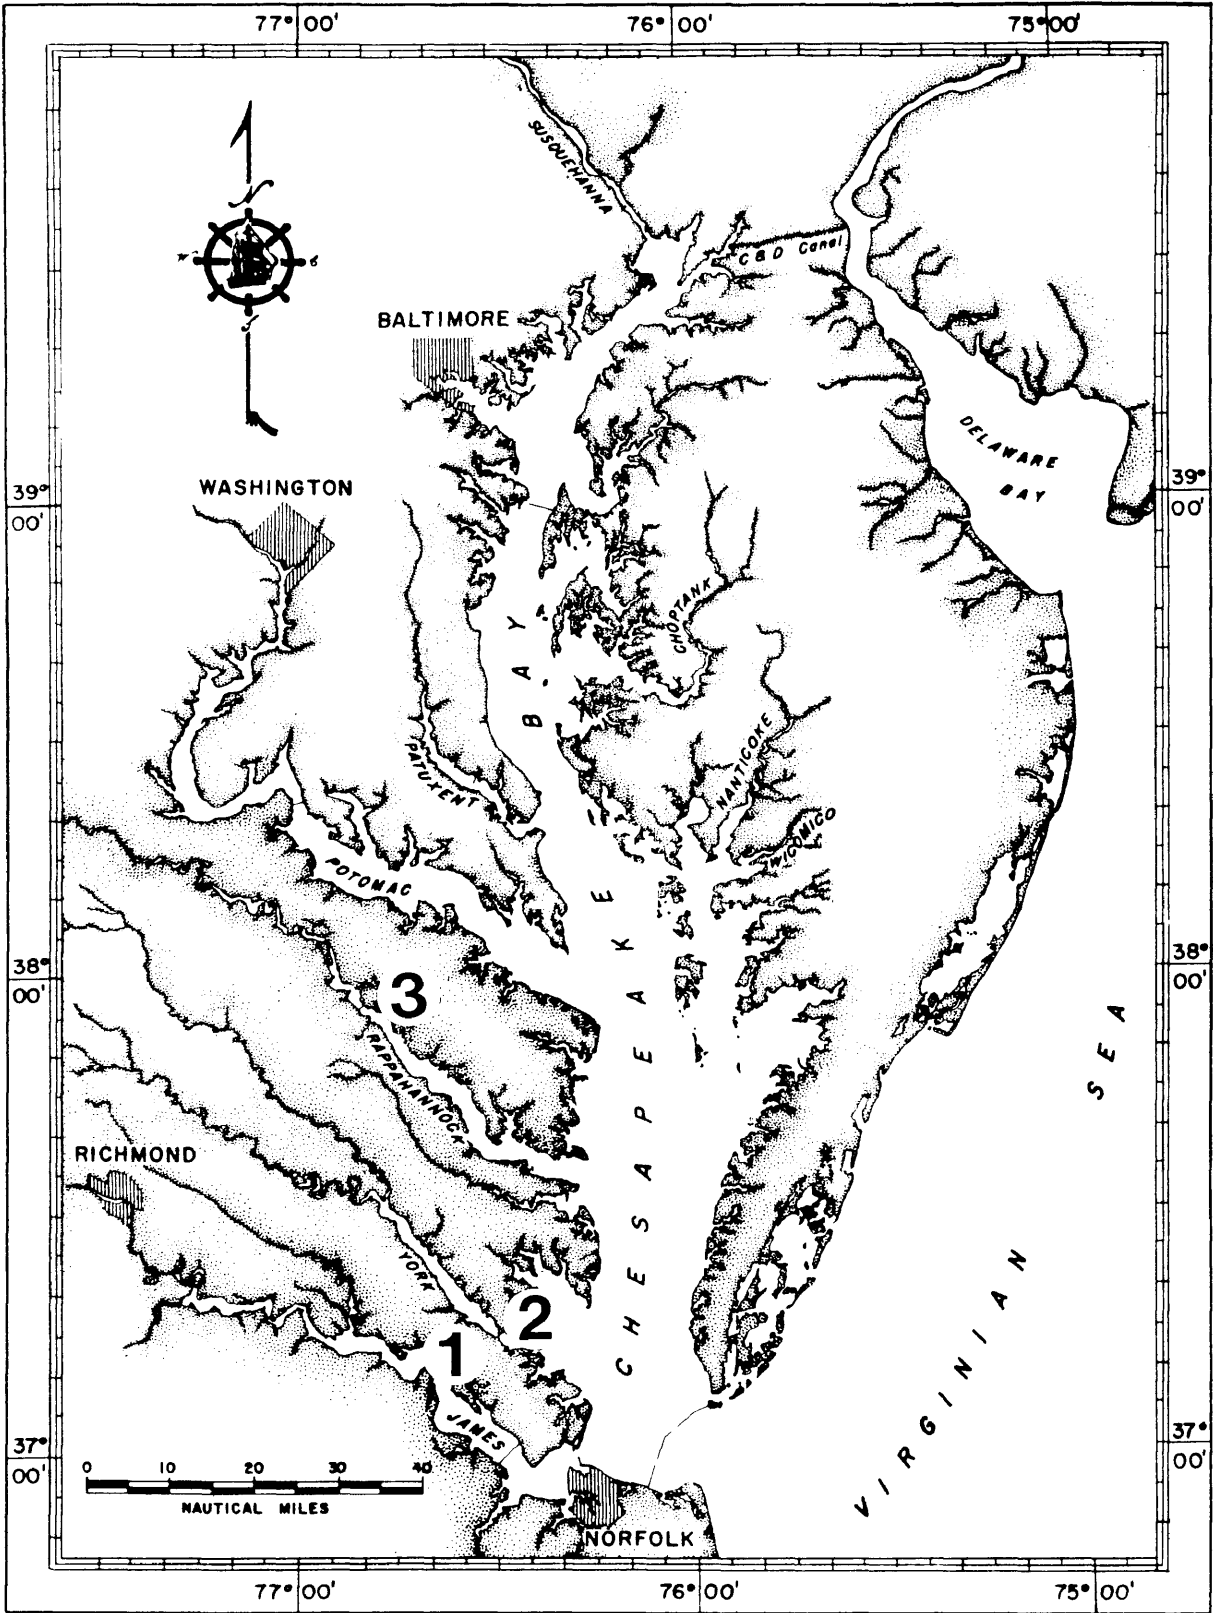 77°00' 76°00' 75°00'
SUSQUEHANNA
N
C & D Canal
BALTIMORE
DELAWARE
BAY
39°
00'
39°
00'
WASHINGTON
CHOPTANK
NANTICOKE
PATUXENT
WICOMICO
POTOMAC
CHESAPEAKE BAY
38°
00'
38°
00'
3
RAPPAHANNOCK
VIRGINIAN SEA
RICHMOND
YORK
2
1
JAMES
37°
00'
37°
00'
0 10 20 30 40
NAUTICAL MILES
NORFOLK
77°00' 76°00' 75°00'